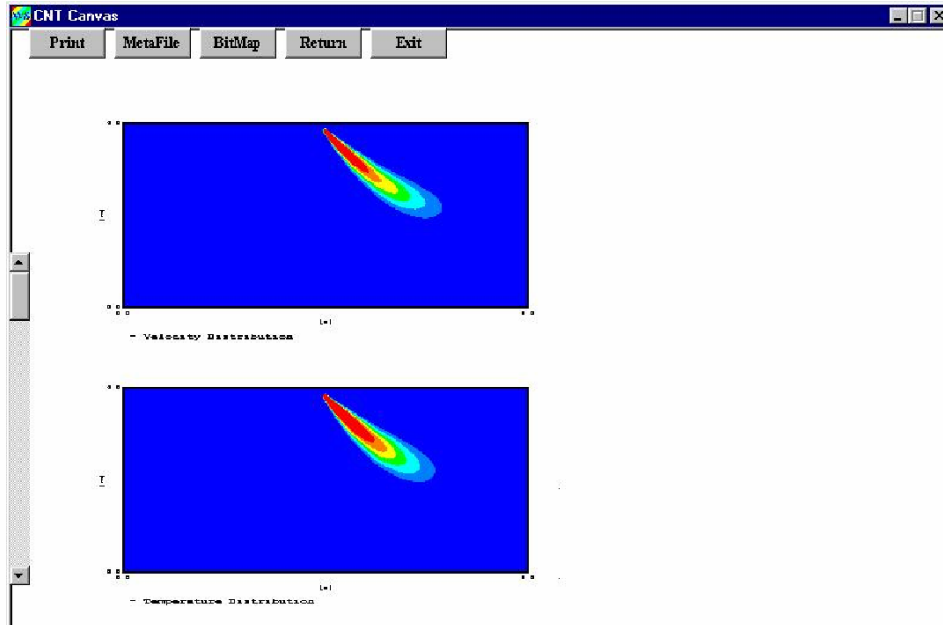 CNT Canvas
Print MetaFile BitMap Return Exit
- Velocity Distribution
- Temperature Distribution